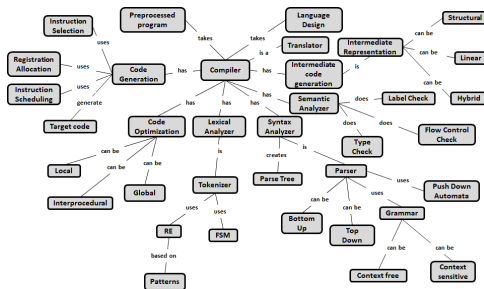 Instruction
Selection
Preprocessed
program
Language
Design
Structural
takes
takes
can be
uses
is a
Translator
Intermediate
Representation
can be
Linear
Registration
Allocation
uses
Code
Generation
has
Compiler
has
Intermediate
code
generation
is
can be
Instruction
Scheduling
uses
has
Semantic
Analyzer
does
Label Check
Hybrid
generate
has
has
has
does
Flow Control
Check
Target code
Code
Optimization
Lexical
Analyzer
Syntax
Analyzer
does
Type
Check
can be
can be
is
creates
is
Local
can be
Parse Tree
Parser
uses
Push Down
Automata
Interprocedural
Global
Tokenizer
can be
can be
uses
uses
uses
Bottom
Up
Top
Down
Grammar
RE
FSM
can be
can be
based on
Patterns
Context free
Context
sensitive